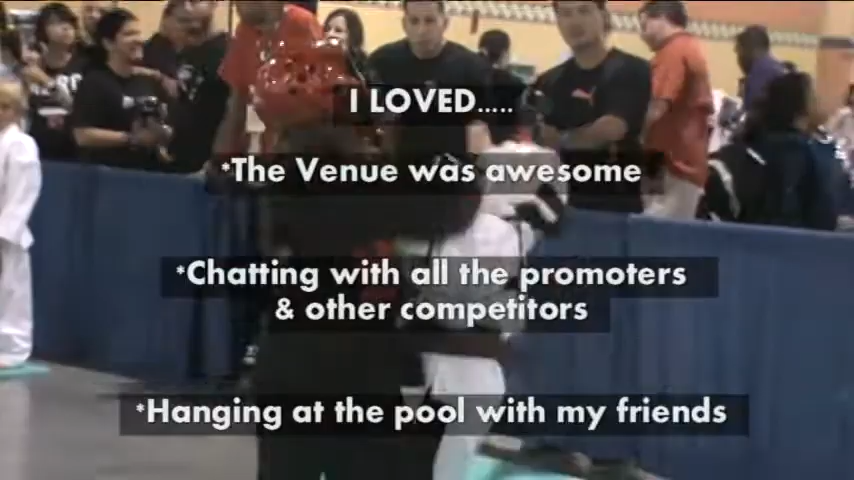 I LOVED.....
*The Venue was awesome
*Chatting with all the promoters
& other competitors
*Hanging at the pool with my friends